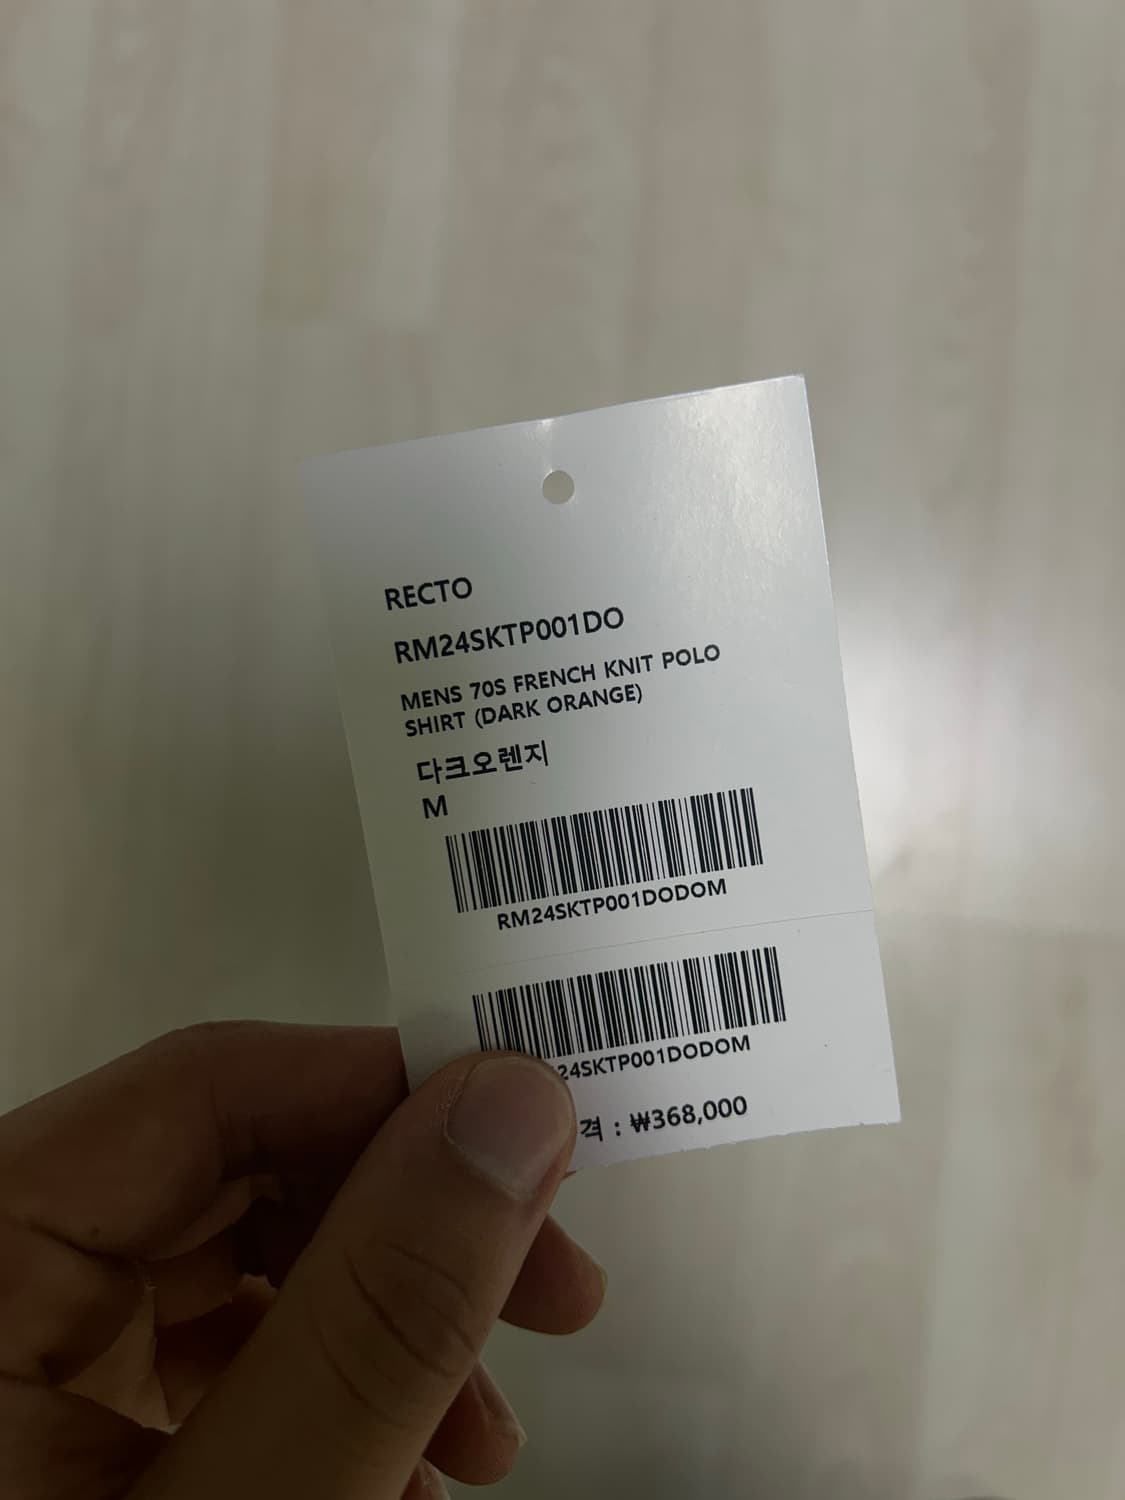 RECTO
RM24SKTP001DO
MENS 70S FRENCH KNIT POLO
SHIRT (DARK ORANGE)
다크오렌지
M
RM24SKTP001DODOM
24SKTP001DODOM
격 : ₩368,000